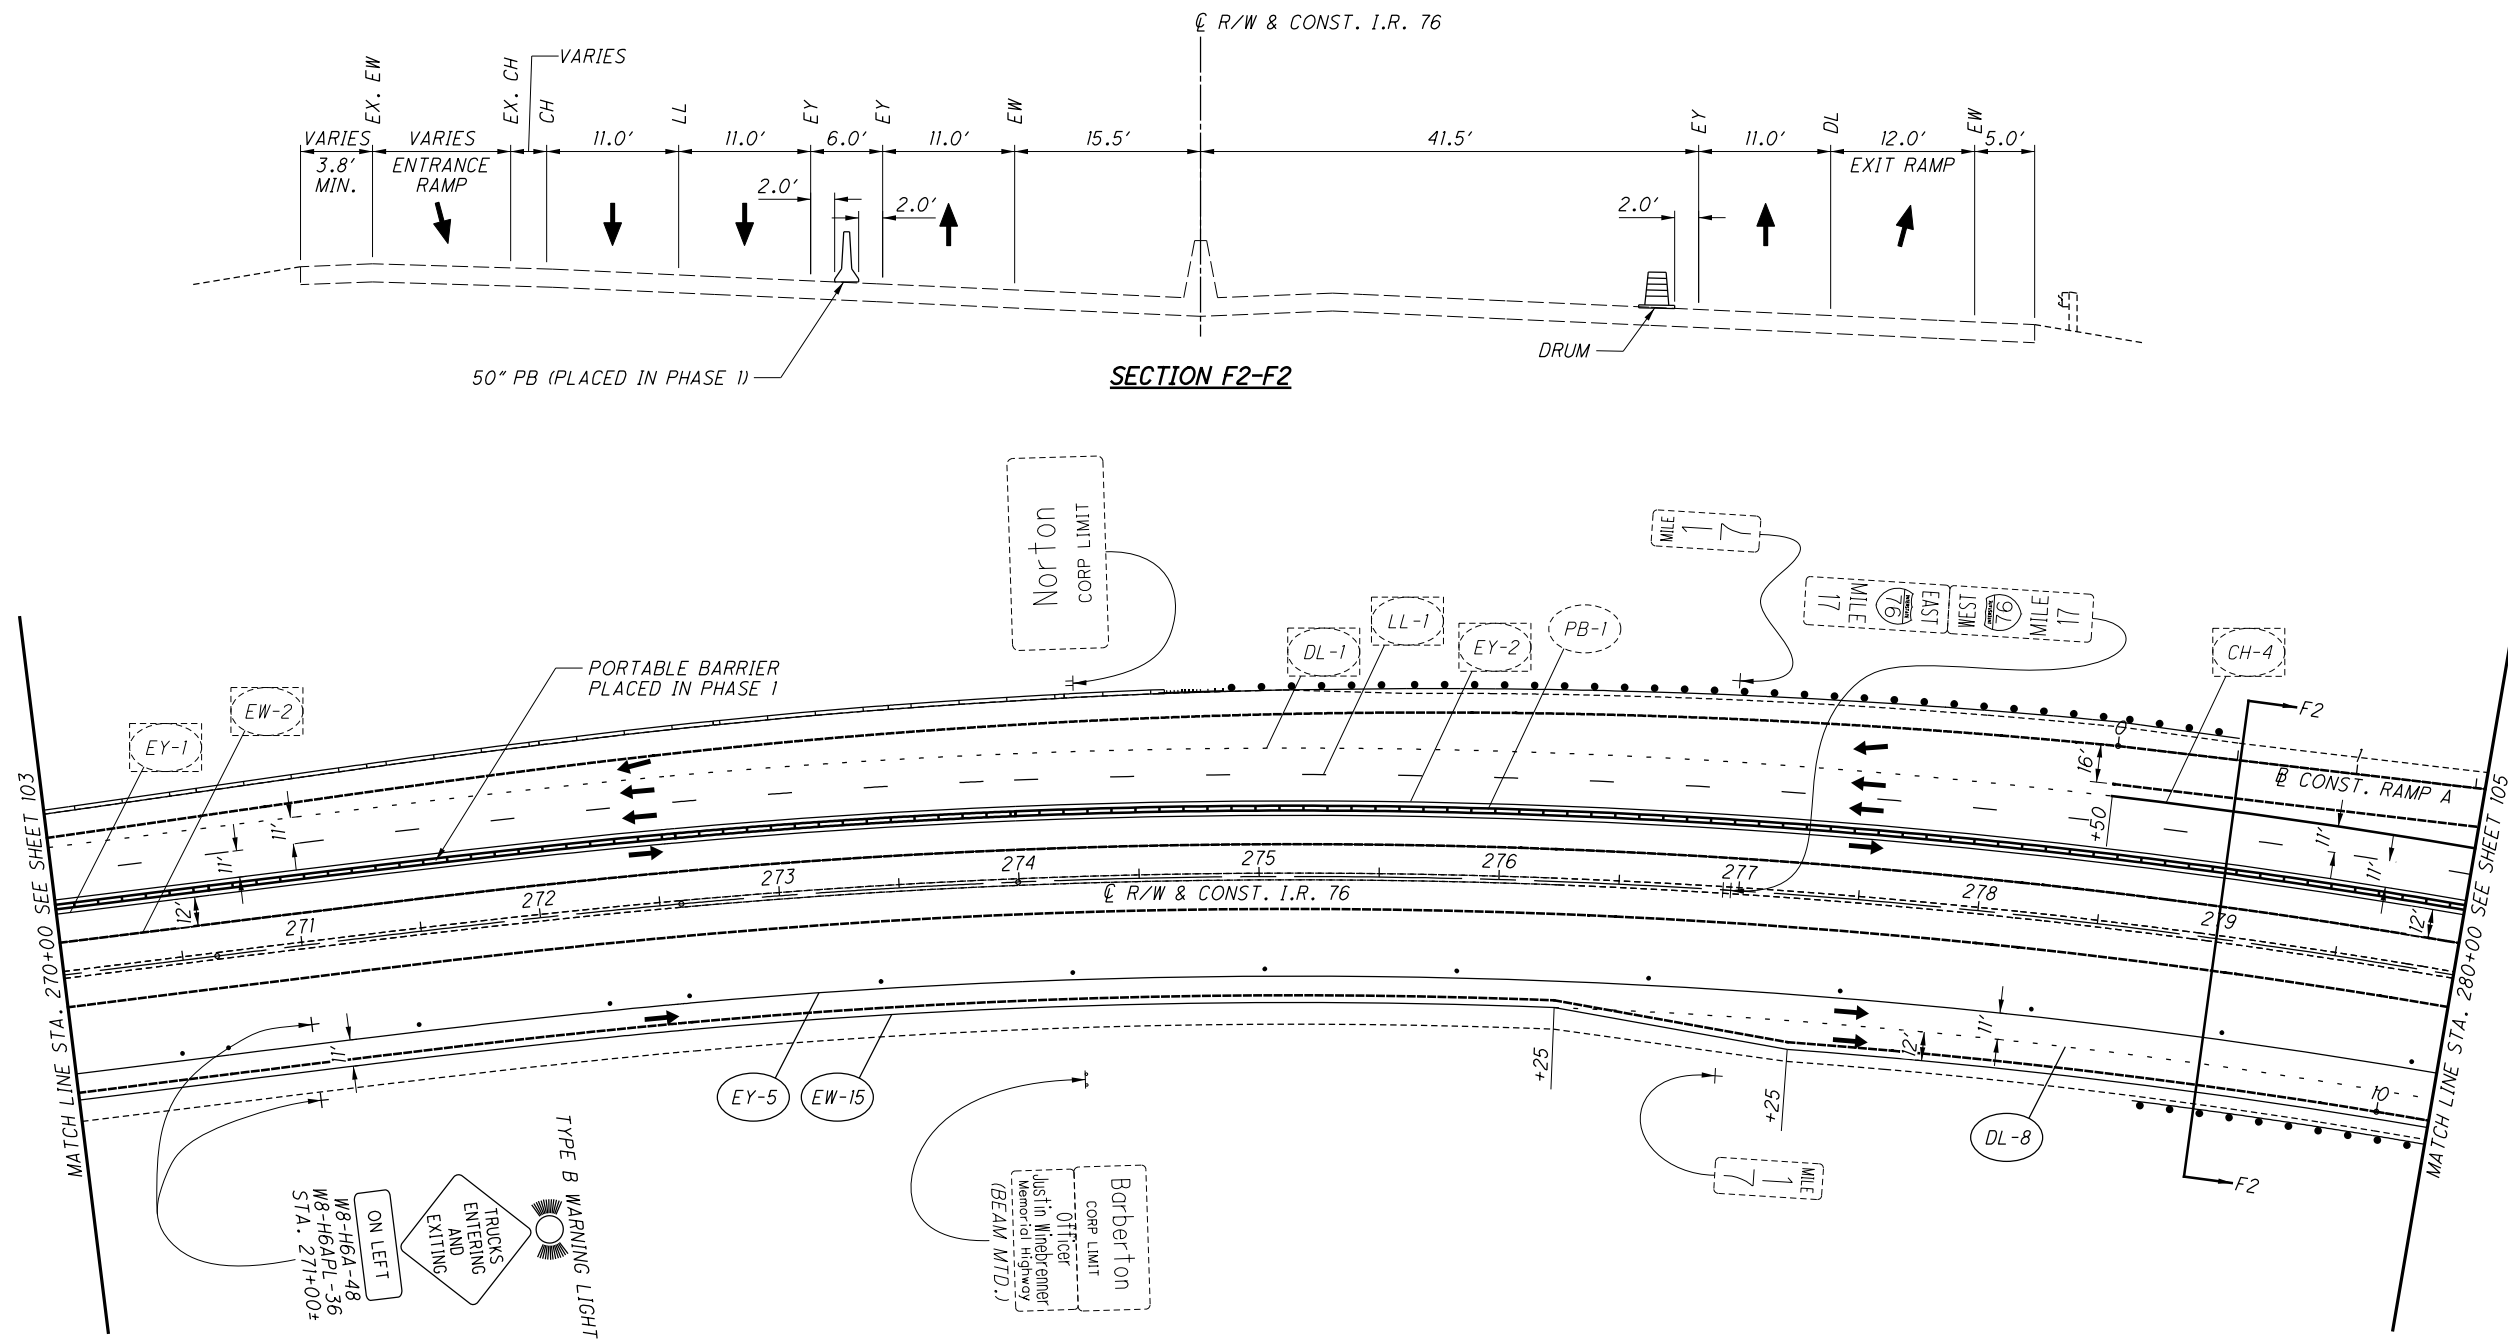 ℄ R/W & CONST. I.R. 76
EX. EW
EX. CH
CH
VARIES
LL
EY
EY
EW
EY
DL
EW
VARIES
VARIES
11.0'
11.0'
6.0'
11.0'
15.5'
41.5'
11.0'
12.0'
5.0'
3.8'
MIN.
ENTRANCE
RAMP
EXIT RAMP
2.0'
2.0'
2.0'
50" PB (PLACED IN PHASE 1)
DRUM
SECTION F2-F2
Norton
CORP LIMIT
MILE
17
EAST
INTERSTATE
76
MILE
17
WEST
INTERSTATE
76
MILE
17
PORTABLE BARRIER
PLACED IN PHASE 1
EY-1
EW-2
DL-1
LL-1
EY-2
PB-1
CH-4
F2
0
1
16'
℄ CONST. RAMP A
+50
11'
11'
12'
11'
11'
12'
271
272
273
274
275
276
277
278
279
℄ R/W & CONST. I.R. 76
MATCH LINE STA. 270+00 SEE SHEET 103
MATCH LINE STA. 280+00 SEE SHEET 105
11'
11'
12'
10
+25
+25
EY-5
EW-15
DL-8
F2
TYPE B WARNING LIGHT
TRUCKS
ENTERING
AND
EXITING
ON LEFT
W8-H6A-48
W8-H6APL-36
STA. 271+00±
Barberton
CORP LIMIT
Officer
Justin Winebrenner
Memorial Highway
(BEAM MTD.)
MILE
17